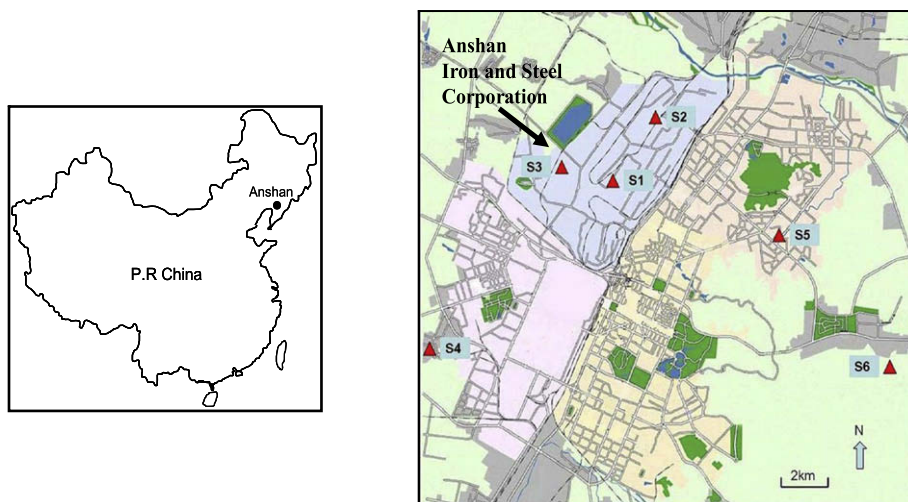 Anshan
P.R China
Anshan
Iron and Steel
Corporation
S2
S3
S1
S5
S4
S6
N
2km